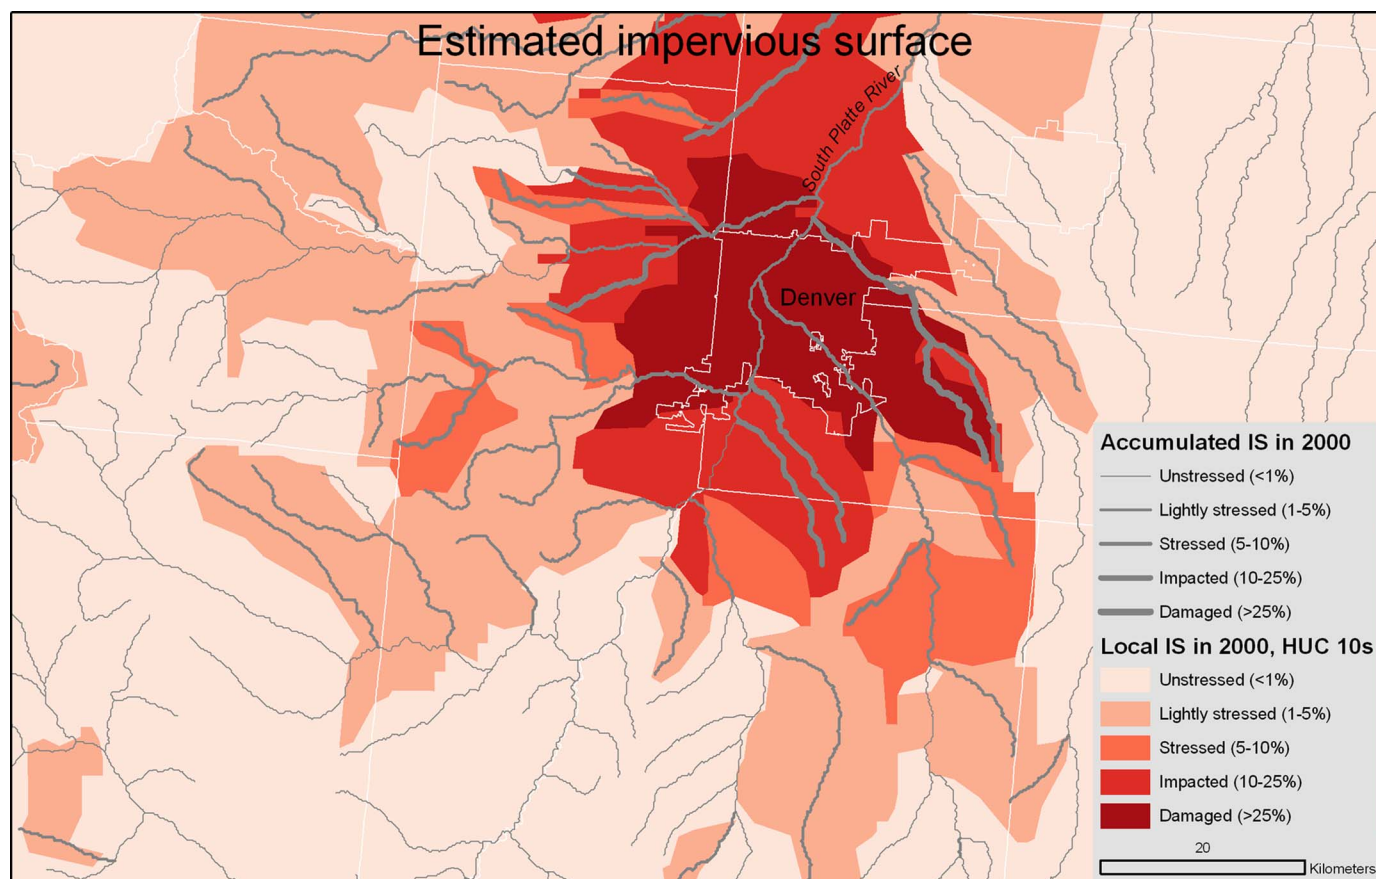 Estimated impervious surface
South Platte River
Denver
Accumulated IS in 2000
Unstressed (<1%)
Lightly stressed (1-5%)
Stressed (5-10%)
Impacted (10-25%)
Damaged (>25%)
Local IS in 2000, HUC 10s
Unstressed (<1%)
Lightly stressed (1-5%)
Stressed (5-10%)
Impacted (10-25%)
Damaged (>25%)
20
Kilometers